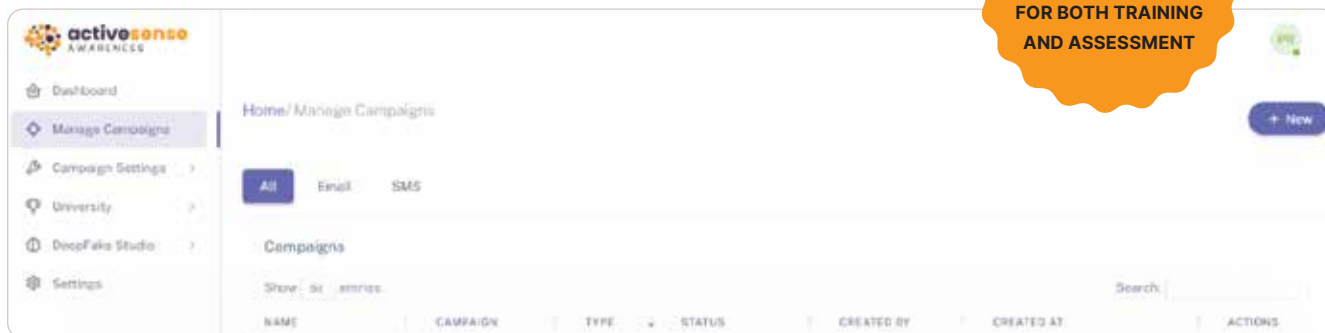 FOR BOTH TRAINING
AND ASSESSMENT
activesense
AWARENESS
PR
Dashboard
Manage Campaigns
Campaign Settings
University
DeepFake Studio
Settings
Home/Manage Campaigns
+ New
All Email SMS
Campaigns
Show entries
Search:
NAME CAMPAIGN TYPE STATUS CREATED BY CREATED AT ACTIONS